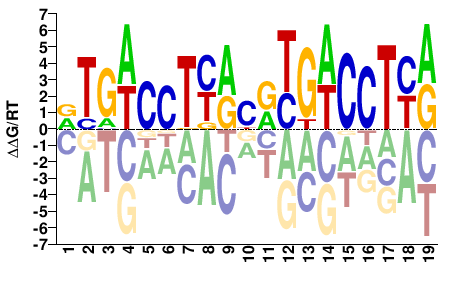 7
6
5
4
3
2
1
0
-1
-2
-3
-4
-5
-6
-7
ΔΔG/RT
1 2 3 4 5 6 7 8 9 10 11 12 13 14 15 16 17 18 19
G A C
T C G A
G A T
A T C G
C T A
C T A
T A C
C T G A C
A G T C
C T G A
G A C T
T C A G
G T A C
A T C G
C A T
C T A G
T A C G
C T A
A G C T